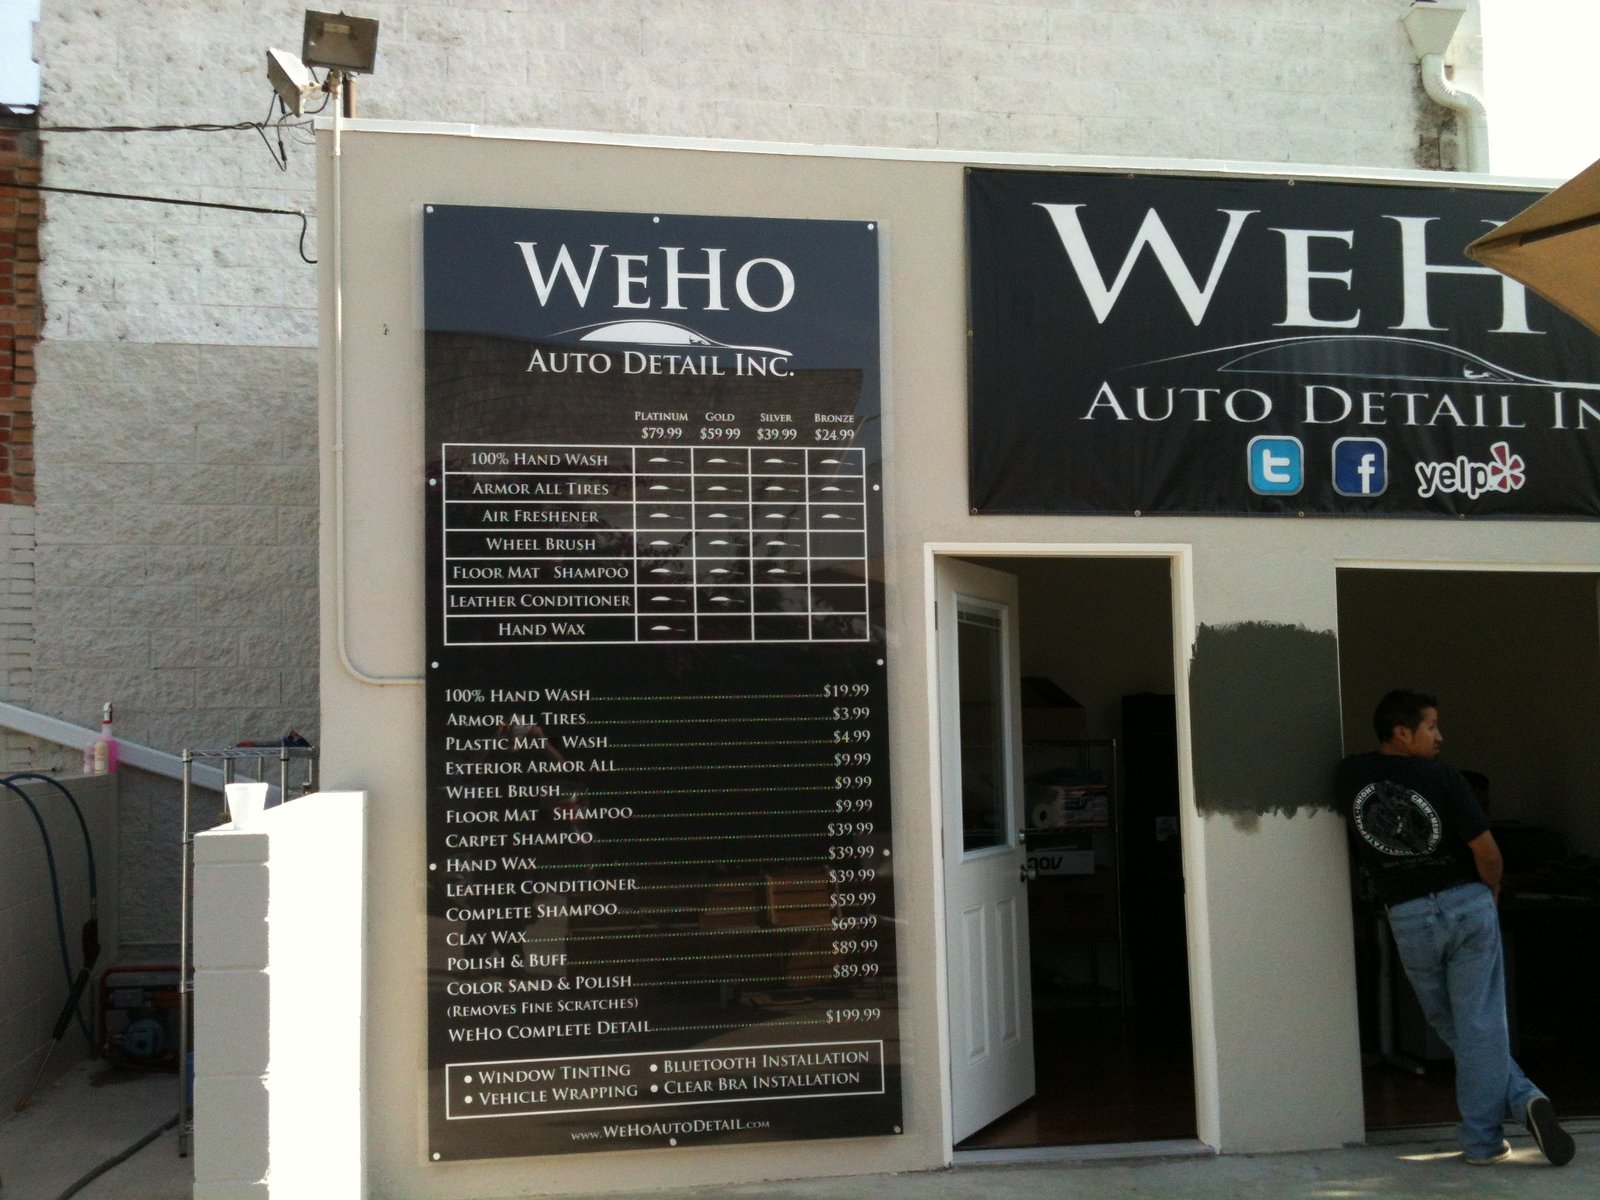 WeHo
Auto Detail Inc.
Platinum Gold Silver Bronze
$79.99 $59.99 $39.99 $24.99
100% Hand Wash
Armor All Tires
Air Freshener
Wheel Brush
Floor Mat Shampoo
Leather Conditioner
Hand Wax
100% Hand Wash $19.99
Armor All Tires $3.99
Plastic Mat Wash $4.99
Exterior Armor All $9.99
Wheel Brush $9.99
Floor Mat Shampoo $9.99
Carpet Shampoo $39.99
Hand Wax $39.99
Leather Conditioner $39.99
Complete Shampoo $59.99
Clay Wax $69.99
Polish & Buff $89.99
Color Sand & Polish $89.99
(Removes Fine Scratches)
WeHo Complete Detail $199.99
• Window Tinting • Bluetooth Installation
• Vehicle Wrapping • Clear Bra Installation
www.WeHoAutoDetail.com
WeH
Auto Detail In
t f yelp